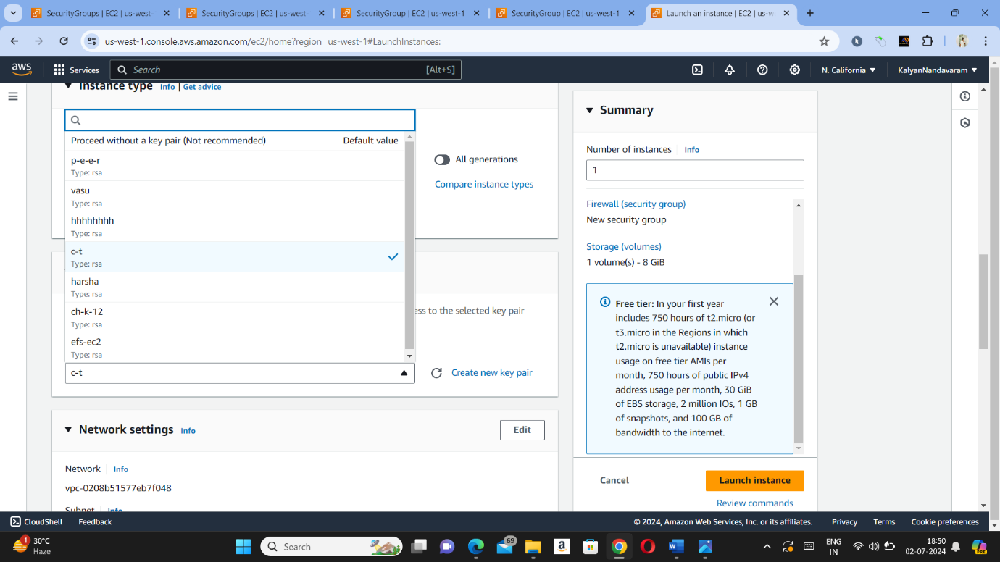 SecurityGroups | EC2 | us-west-
SecurityGroups | EC2 | us-west-
SecurityGroup | EC2 | us-west-1
SecurityGroup | EC2 | us-west-1
Launch an instance | EC2 | us-w
us-west-1.console.aws.amazon.com/ec2/home?region=us-west-1#LaunchInstances:
aws
Services
Search
[Alt+S]
N. California
KalyanNandavaram
Instance type
Info | Get advice
Proceed without a key pair (Not recommended)
Default value
p-e-e-r
Type: rsa
vasu
Type: rsa
hhhhhhhh
Type: rsa
c-t
Type: rsa
harsha
Type: rsa
ch-k-12
Type: rsa
efs-ec2
Type: rsa
All generations
Compare instance types
ess to the selected key pair
c-t
Create new key pair
Network settings Info
Edit
Network Info
vpc-0208b51577eb7f048
Subnet Info
Summary
Number of instances Info
1
Firewall (security group)
New security group
Storage (volumes)
1 volume(s) - 8 GiB
Free tier: In your first year
includes 750 hours of t2.micro (or
t3.micro in the Regions in which
t2.micro is unavailable) instance
usage on free tier AMIs per
month, 750 hours of public IPv4
address usage per month, 30 GiB
of EBS storage, 2 million IOs, 1 GB
of snapshots, and 100 GB of
bandwidth to the internet.
Cancel
Launch instance
Review commands
CloudShell
Feedback
© 2024, Amazon Web Services, Inc. or its affiliates.
Privacy
Terms
Cookie preferences
1
30°C
Haze
Search
69
ENG
IN
18:50
02-07-2024
PRE